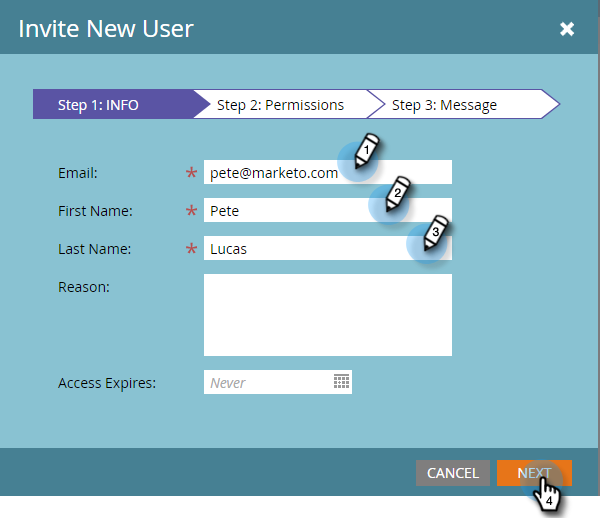 Invite New User
Step 1: INFO Step 2: Permissions Step 3: Message
Email: * pete@marketo.com 1
First Name: * Pete 2
Last Name: * Lucas 3
Reason:
Access Expires: Never
CANCEL NEXT
4